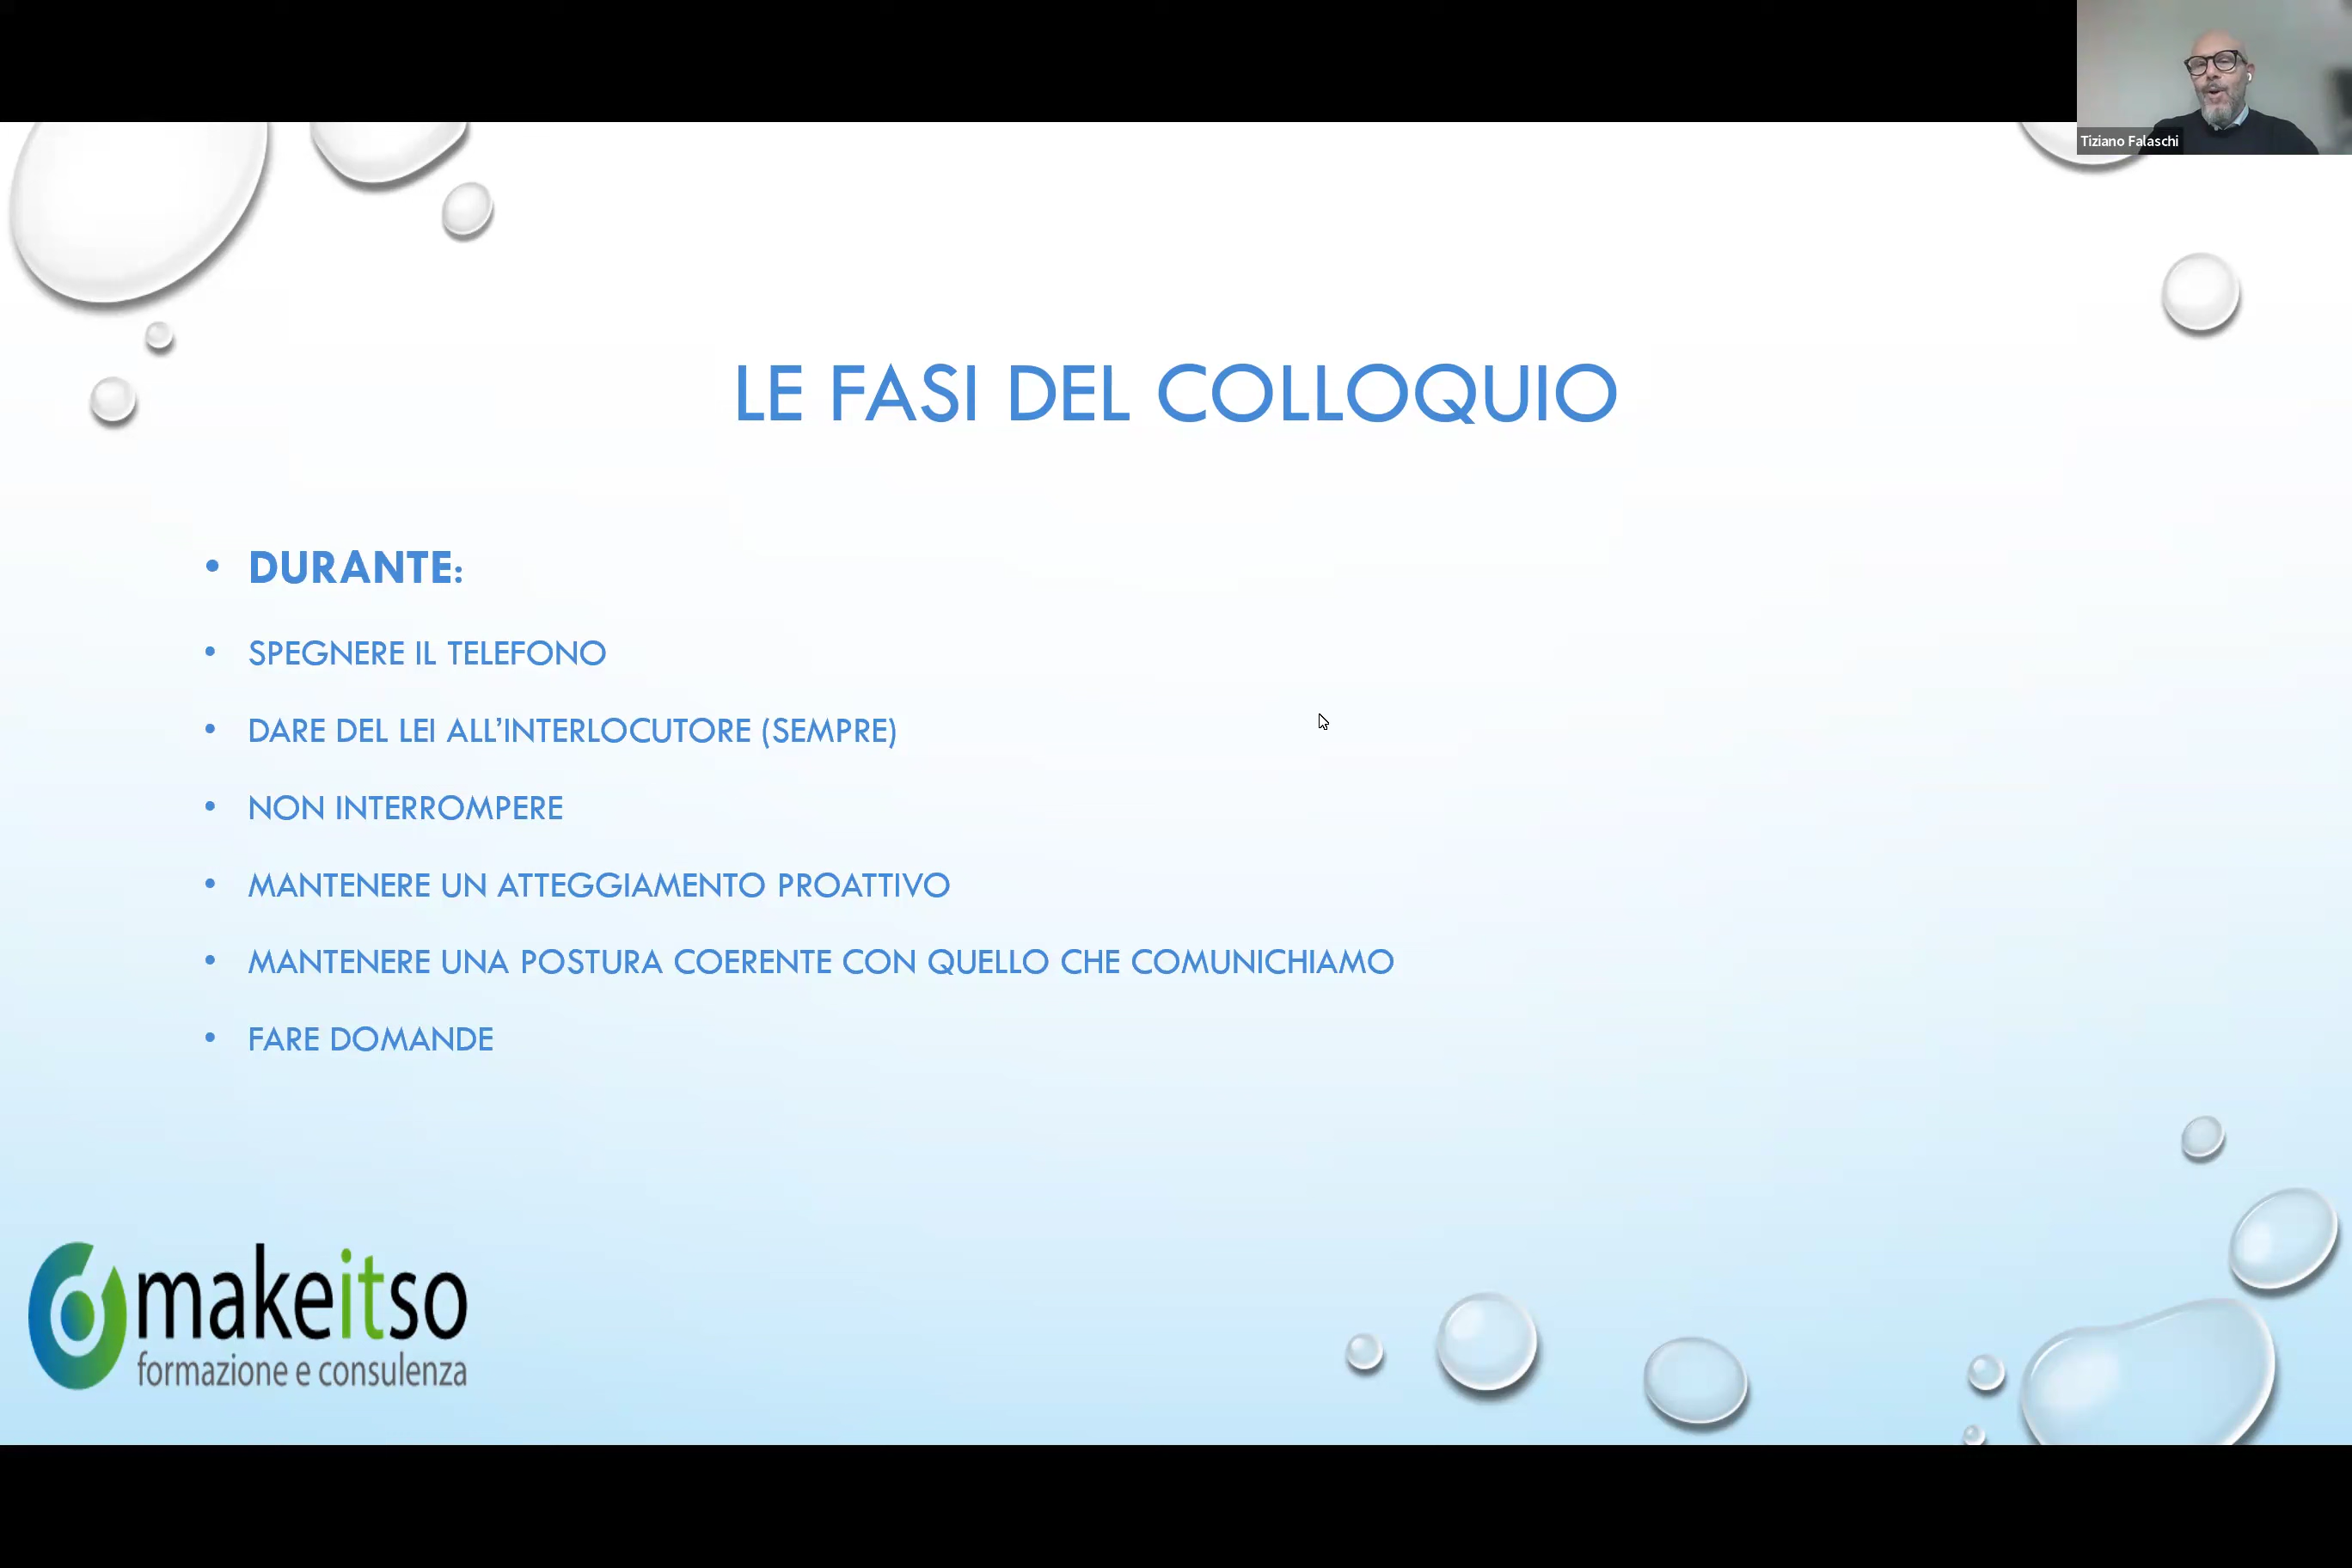 Tiziano Falaschi
LE FASI DEL COLLOQUIO
• DURANTE:
• SPEGNERE IL TELEFONO
• DARE DEL LEI ALL’INTERLOCUTORE (SEMPRE)
• NON INTERROMPERE
• MANTENERE UN ATTEGGIAMENTO PROATTIVO
• MANTENERE UNA POSTURA COERENTE CON QUELLO CHE COMUNICHIAMO
• FARE DOMANDE
makeitso
formazione e consulenza